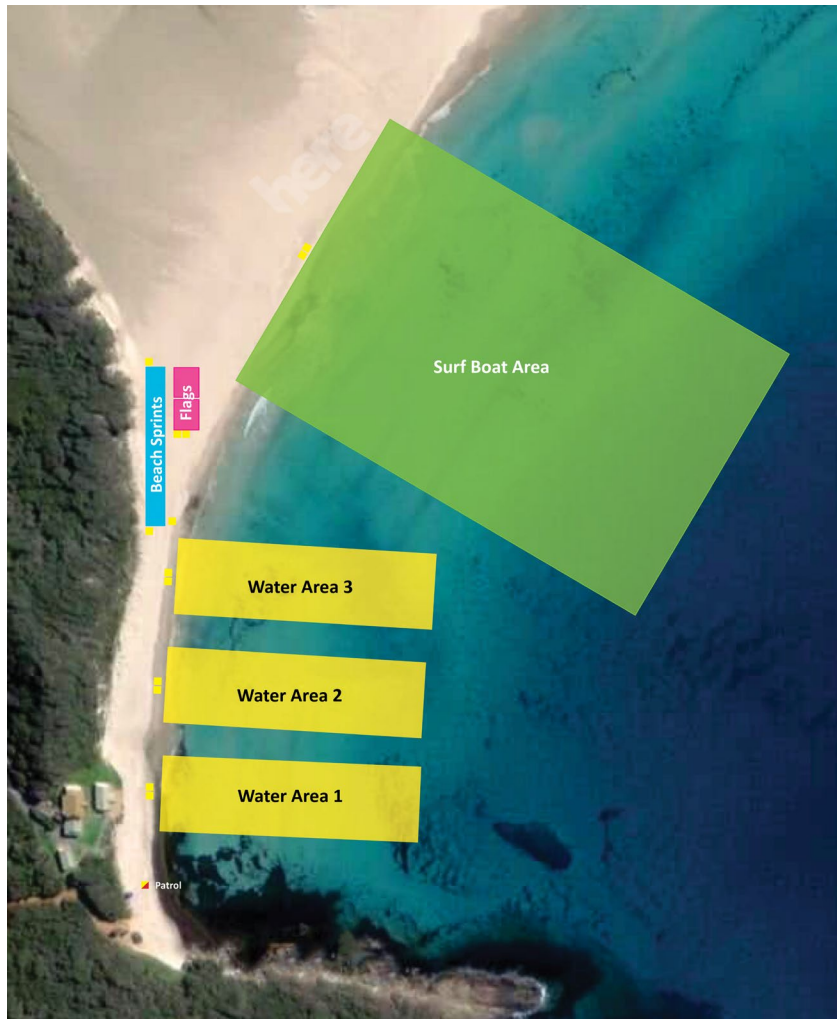 here
Surf Boat Area
Flags
Beach Sprints
Water Area 3
Water Area 2
Water Area 1
Patrol